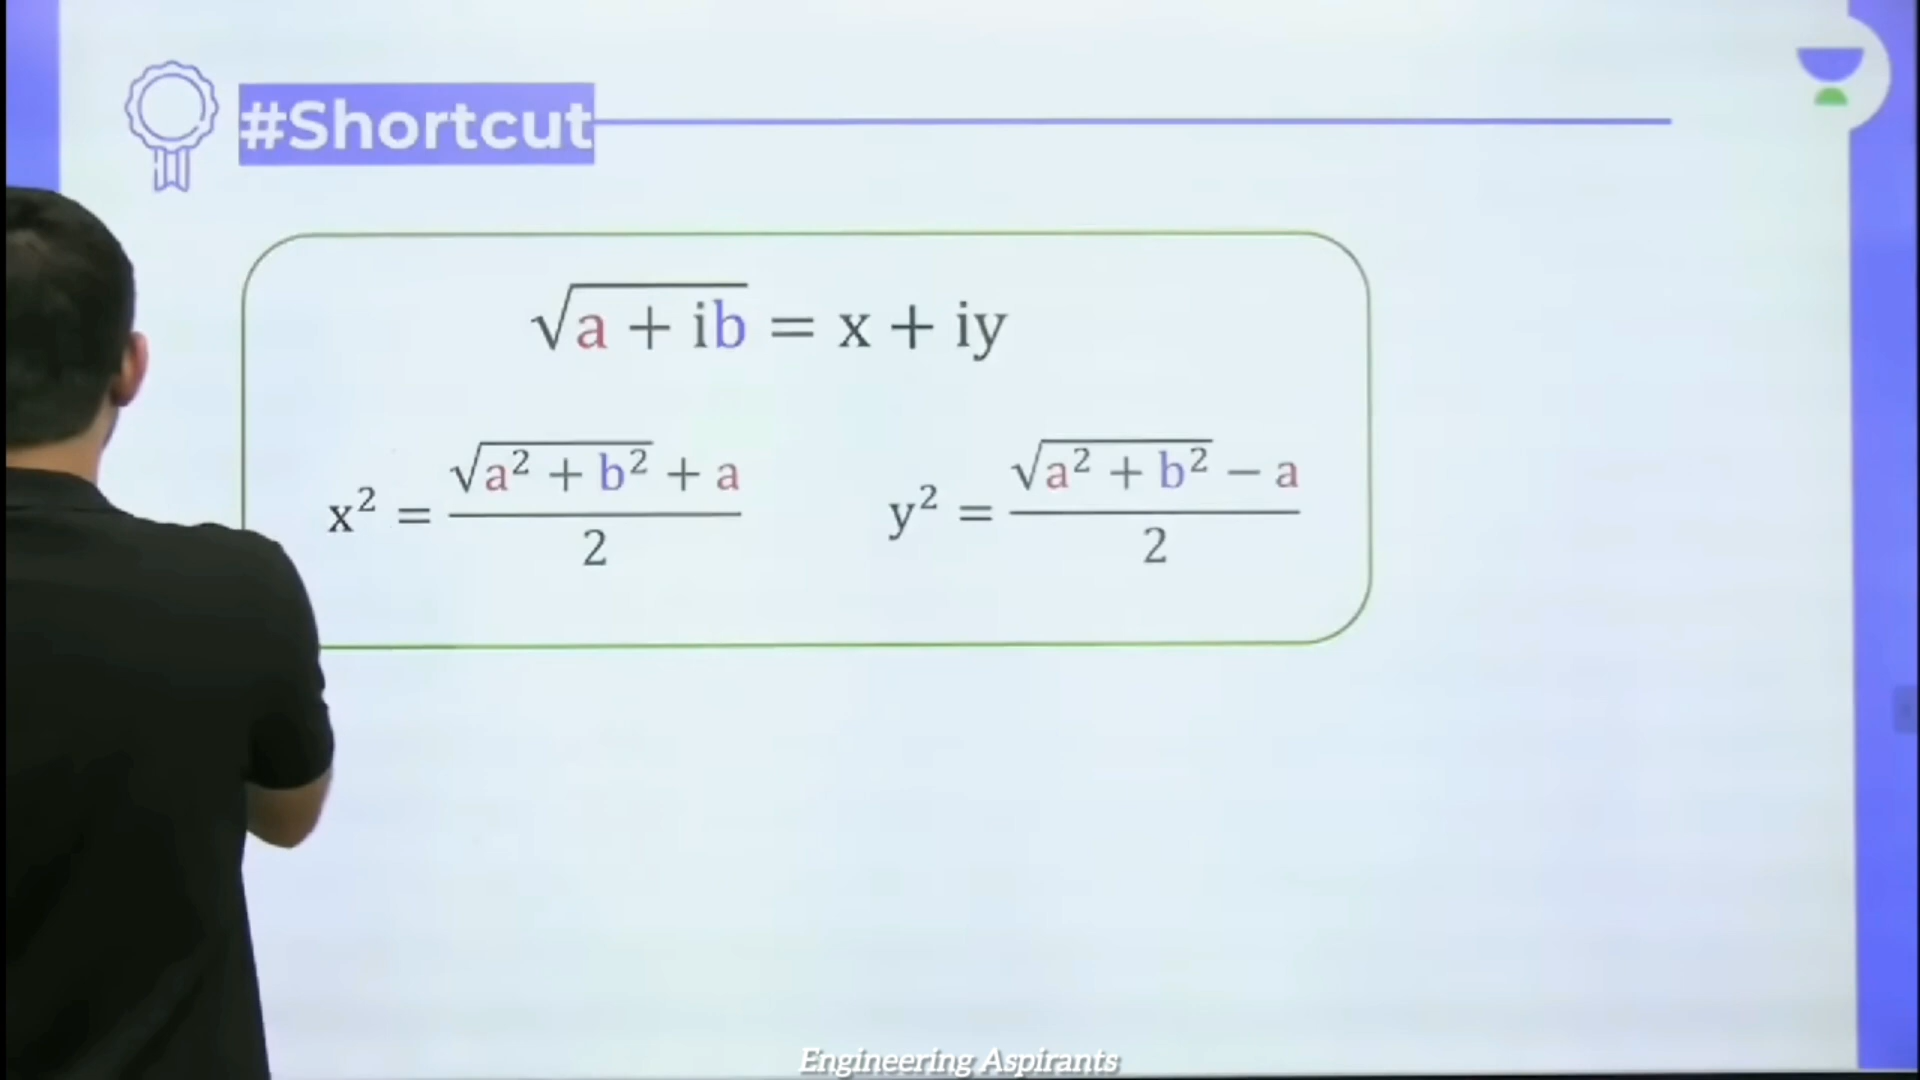 #Shortcut
√a + ib = x + iy
x² = √a² + b² + a / 2
y² = √a² + b² − a / 2
Engineering Aspirants